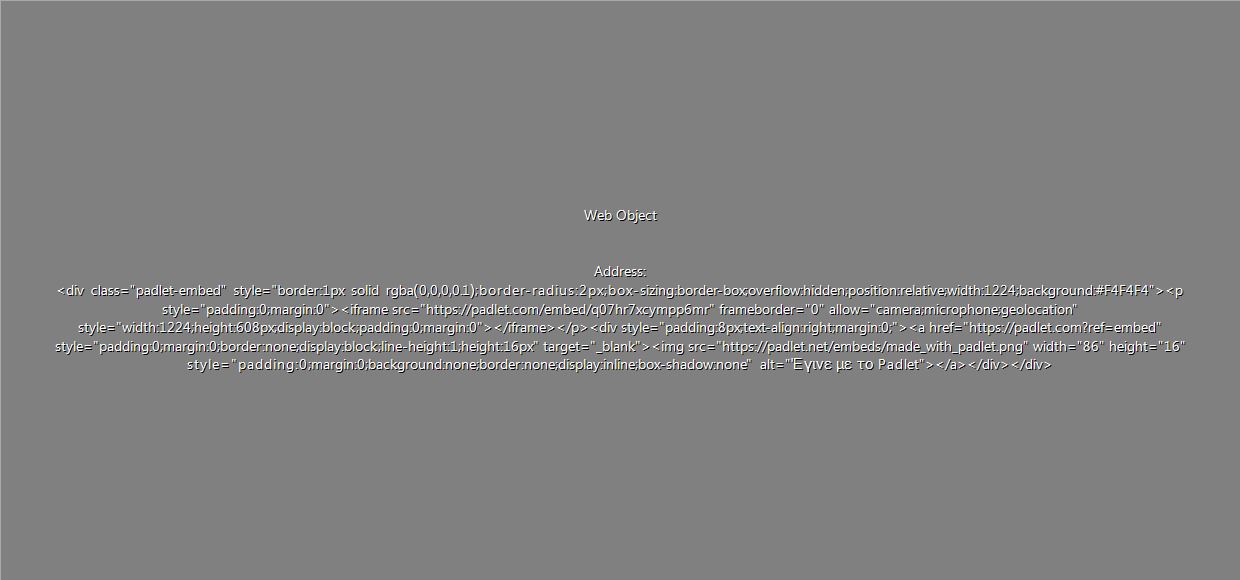 Web Object
Address:
<div class="padlet-embed" style="border:1px solid rgba(0,0,0,0.1);border-radius:2px;box-sizing:border-box;overflow:hidden;position:relative;width:1224;background:#F4F4F4"><p
style="padding:0;margin:0"><iframe src="https://padlet.com/embed/q07hr7xcympp6mr" frameborder="0" allow="camera;microphone;geolocation"
style="width:1224;height:608px;display:block;padding:0;margin:0"></iframe></p><div style="padding:8px;text-align:right;margin:0;"><a href="https://padlet.com?ref=embed"
style="padding:0;margin:0;border:none;display:block;line-height:1;height:16px" target="_blank"><img src="https://padlet.net/embeds/made_with_padlet.png" width="86" height="16"
style="padding:0;margin:0;background:none;border:none;display:inline;box-shadow:none" alt="Έγινε με το Padlet"></a></div></div>